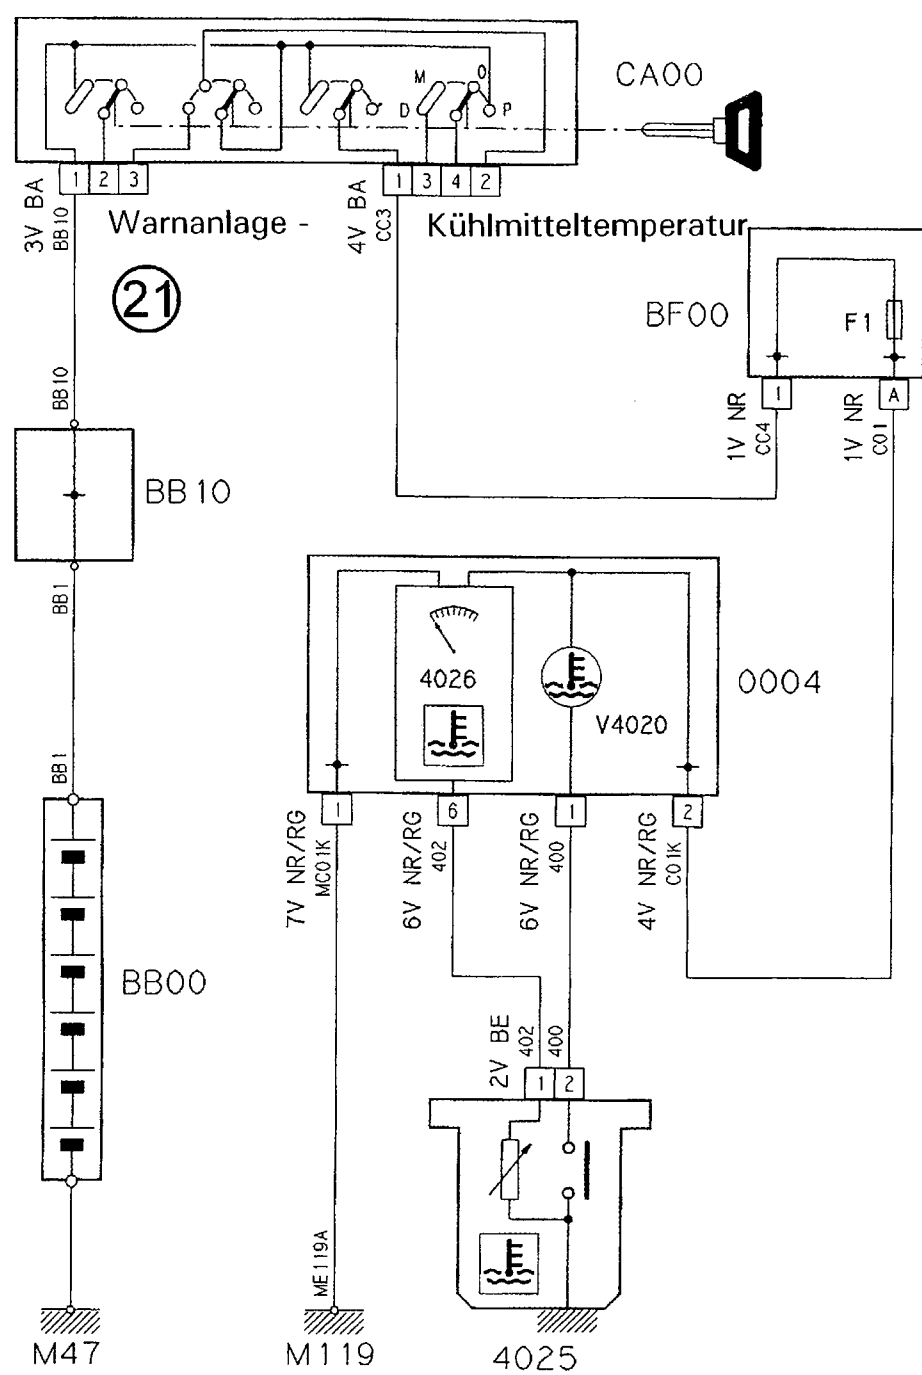 CA00
M
O
D
P
1 2 3
1 3 4 2
3V BA
BB10
Warnanlage -
4V BA
CC3
Kühlmitteltemperatur
21
BF00
F1
1
A
1V NR
CC4
1V NR
C01
BB10
BB10
BB1
BB1
BB00
M47
0004
4026
V4020
1
6
1
2
7V NR/RG
MC01K
6V NR/RG
402
6V NR/RG
400
4V NR/RG
C01K
2V BE
402
400
1 2
ME119A
M119
4025